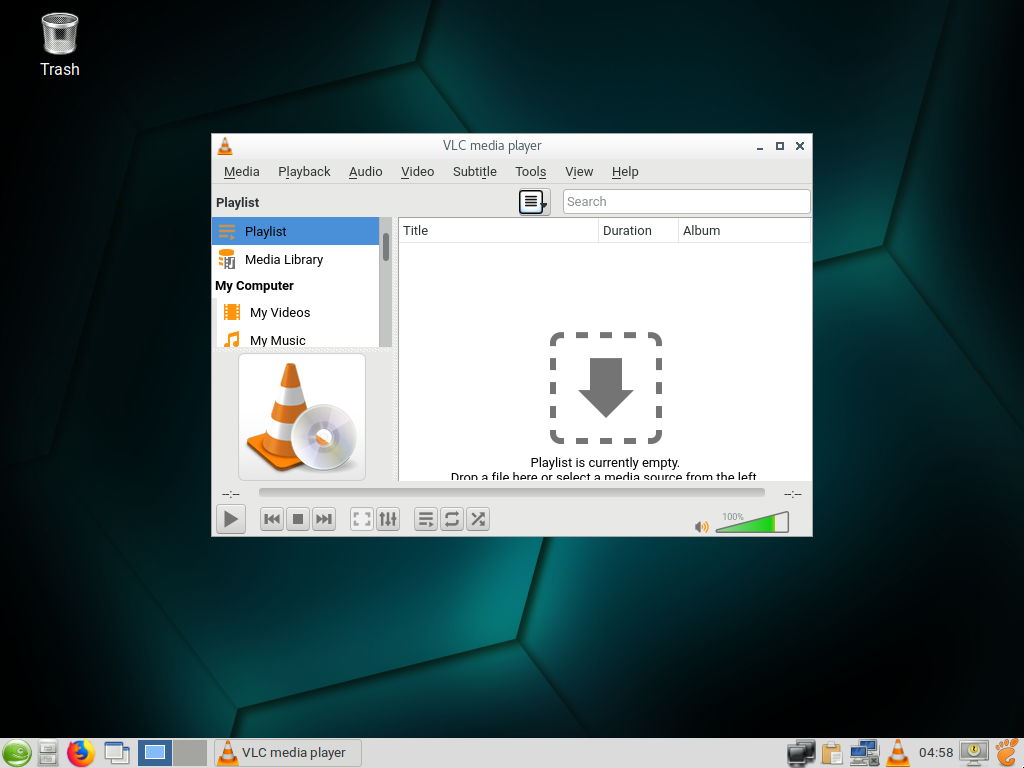 Trash
VLC media player
Media Playback Audio Video Subtitle Tools View Help
Playlist
Search
Playlist
Media Library
My Computer
My Videos
My Music
Title Duration Album
Playlist is currently empty.
Drop a file here or select a media source from the left.
--:-- --:--
100%
VLC media player
04:58